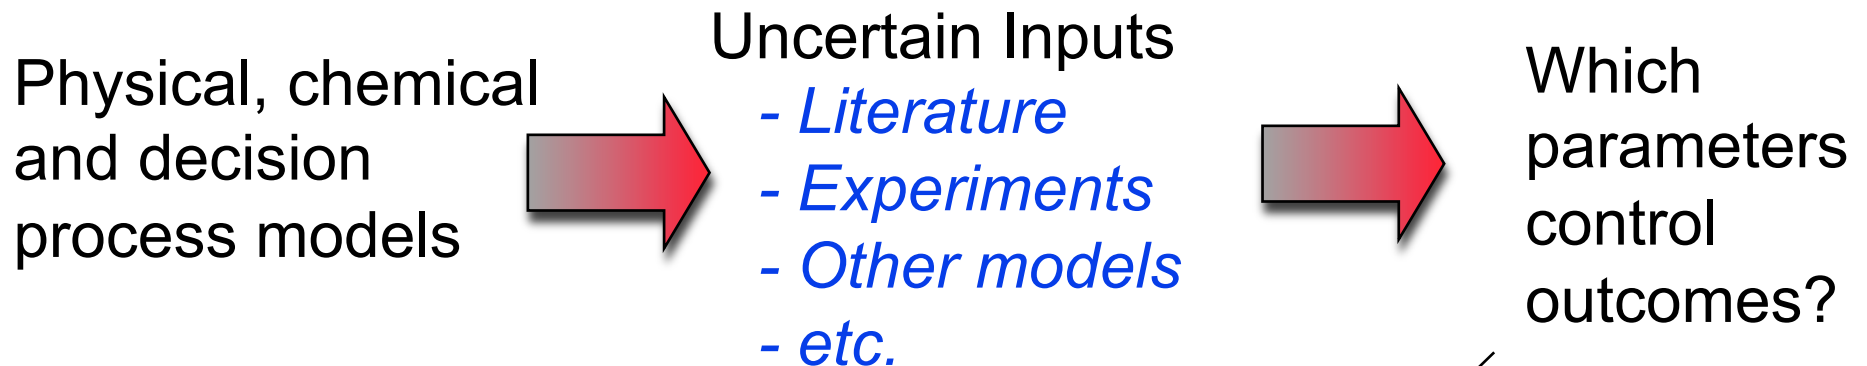 Physical, chemical
and decision
process models
Uncertain Inputs
- Literature
- Experiments
- Other models
- etc.
Which
parameters
control
outcomes?